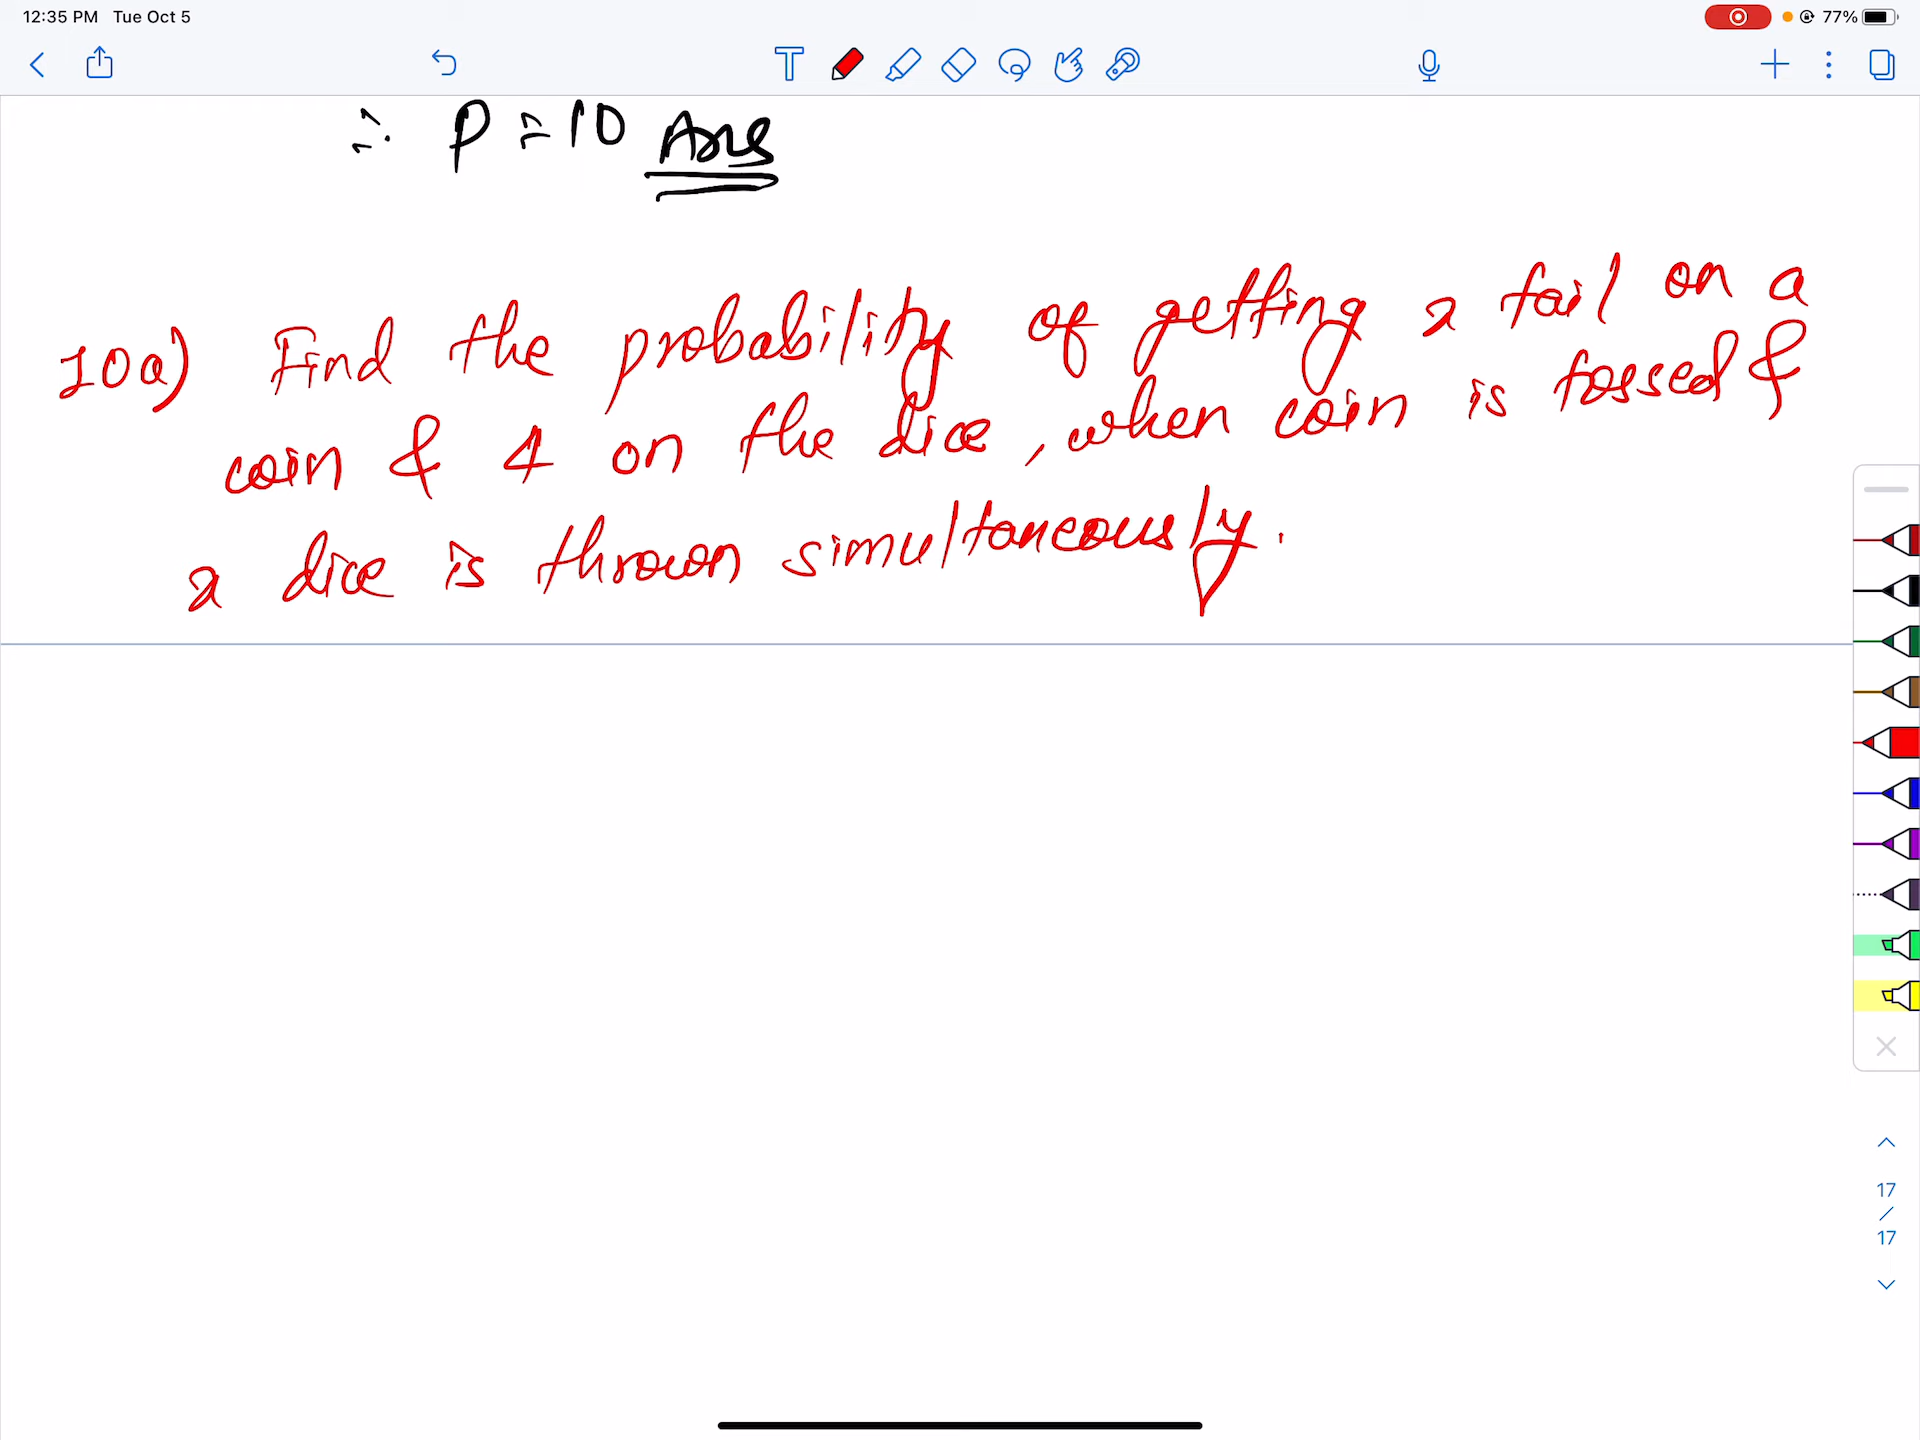 12:35 PM Tue Oct 5
77%
∴ P = 10 Ans
10a) Find the probability of getting a tail on a
coin & 4 on the dice, when coin is tossed &
a dice is thrown simultaneously.
17
/
17